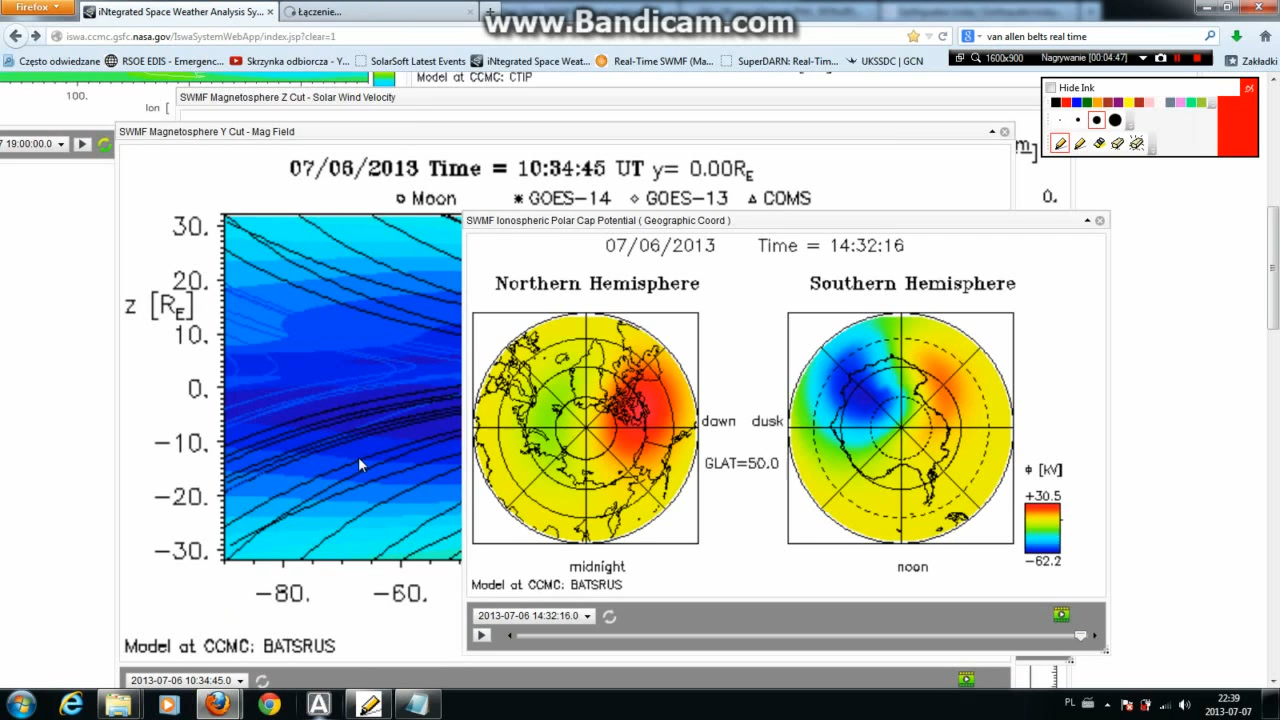 Firefox
iNtegrated Space Weather Analysis Sy...
Łączenie...
www.Bandicam.com
iswa.ccmc.gsfc.nasa.gov/IswaSystemWebApp/index.jsp?clear=1
van allen belts real time
Często odwiedzane
RSOE EDIS - Emergenc...
Skrzynka odbiorcza - Y...
SolarSoft Latest Events
iNtegrated Space Weat...
Real-Time SWMF (Ma...
SuperDARN: Real-Tim...
UKSSDC | GCN
1600x900
Nagrywanie [00:04:47]
Zakładki
Model at CCMC: CTIP
Hide Ink
100.
Ion [
SWMF Magnetosphere Z Cut - Solar Wind Velocity
SWMF Magnetosphere Y Cut - Mag Field
7 19:00:00.0
m]
07/06/2013 Time = 10:34:45 UT y= 0.00RE
Moon
GOES-14
GOES-13
COMS
0.
SWMF Ionospheric Polar Cap Potential ( Geographic Coord )
30.
20.
z [RE]
10.
0.
-10.
-20.
-30.
-80.
-60.
Model at CCMC: BATSRUS
2013-07-06 10:34:45.0
07/06/2013 Time = 14:32:16
Northern Hemisphere
Southern Hemisphere
dawn
dusk
GLAT=50.0
Φ [kV]
+30.5
-62.2
midnight
noon
Model at CCMC: BATSRUS
2013-07-06 14:32:16.0
PL
22:39
2013-07-07